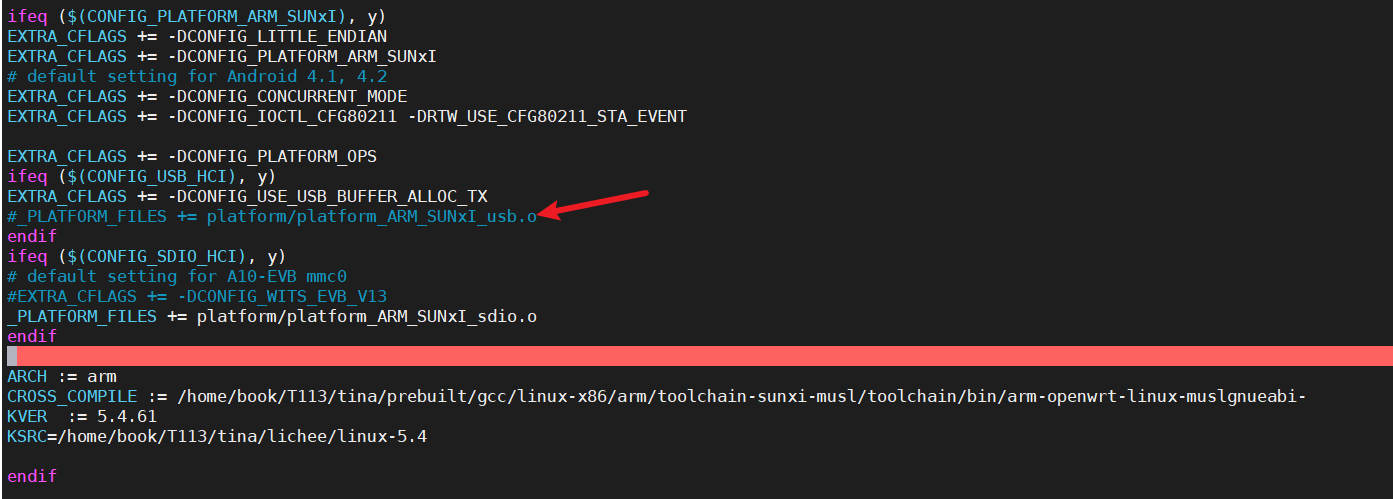 ifeq ($(CONFIG_PLATFORM_ARM_SUNxI), y)
EXTRA_CFLAGS += -DCONFIG_LITTLE_ENDIAN
EXTRA_CFLAGS += -DCONFIG_PLATFORM_ARM_SUNxI
# default setting for Android 4.1, 4.2
EXTRA_CFLAGS += -DCONFIG_CONCURRENT_MODE
EXTRA_CFLAGS += -DCONFIG_IOCTL_CFG80211 -DRTW_USE_CFG80211_STA_EVENT
EXTRA_CFLAGS += -DCONFIG_PLATFORM_OPS
ifeq ($(CONFIG_USB_HCI), y)
EXTRA_CFLAGS += -DCONFIG_USE_USB_BUFFER_ALLOC_TX
#_PLATFORM_FILES += platform/platform_ARM_SUNxI_usb.o
endif
ifeq ($(CONFIG_SDIO_HCI), y)
# default setting for A10-EVB mmc0
#EXTRA_CFLAGS += -DCONFIG_WITS_EVB_V13
_PLATFORM_FILES += platform/platform_ARM_SUNxI_sdio.o
endif
ARCH := arm
CROSS_COMPILE := /home/book/T113/tina/prebuilt/gcc/linux-x86/arm/toolchain-sunxi-musl/toolchain/bin/arm-openwrt-linux-muslgnueabi-
KVER  := 5.4.61
KSRC=/home/book/T113/tina/lichee/linux-5.4
endif